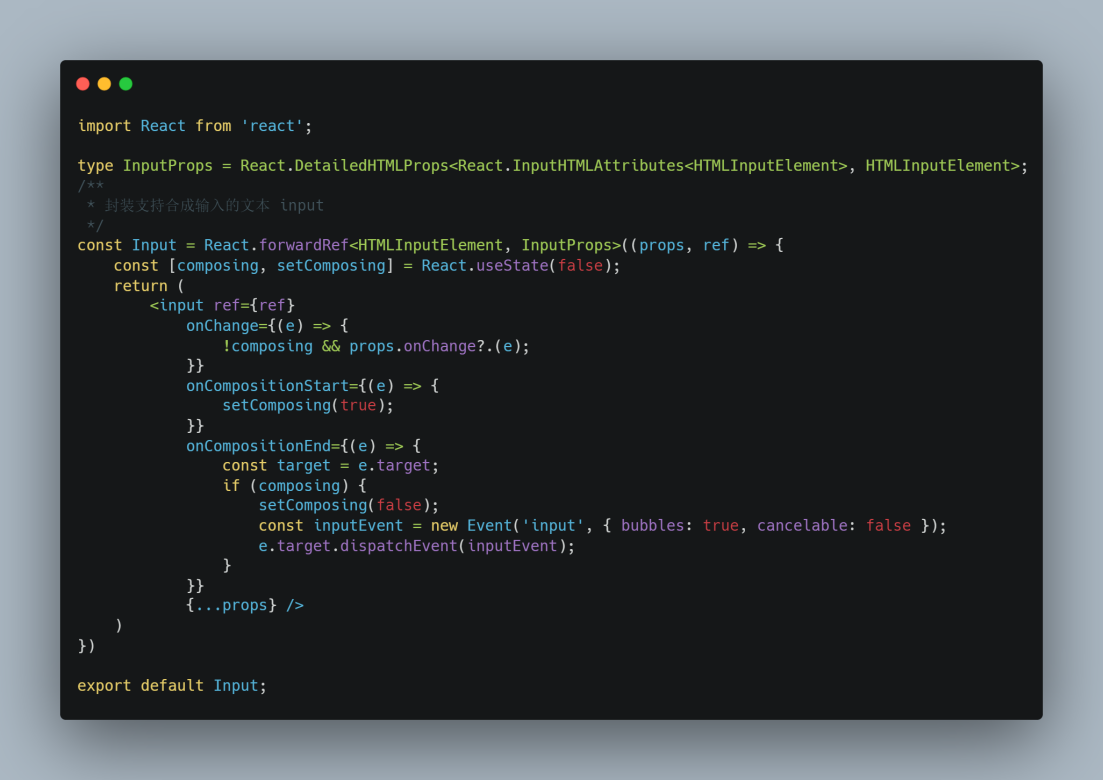 import React from 'react';
type InputProps = React.DetailedHTMLProps<React.InputHTMLAttributes<HTMLInputElement>, HTMLInputElement>;
/**
 * 封装支持合成输入的文本 input
 */
const Input = React.forwardRef<HTMLInputElement, InputProps>((props, ref) => {
    const [composing, setComposing] = React.useState(false);
    return (
        <input ref={ref}
            onChange={(e) => {
                !composing && props.onChange?.(e);
            }}
            onCompositionStart={(e) => {
                setComposing(true);
            }}
            onCompositionEnd={(e) => {
                const target = e.target;
                if (composing) {
                    setComposing(false);
                    const inputEvent = new Event('input', { bubbles: true, cancelable: false });
                    e.target.dispatchEvent(inputEvent);
                }
            }}
            {...props} />
    )
})
export default Input;